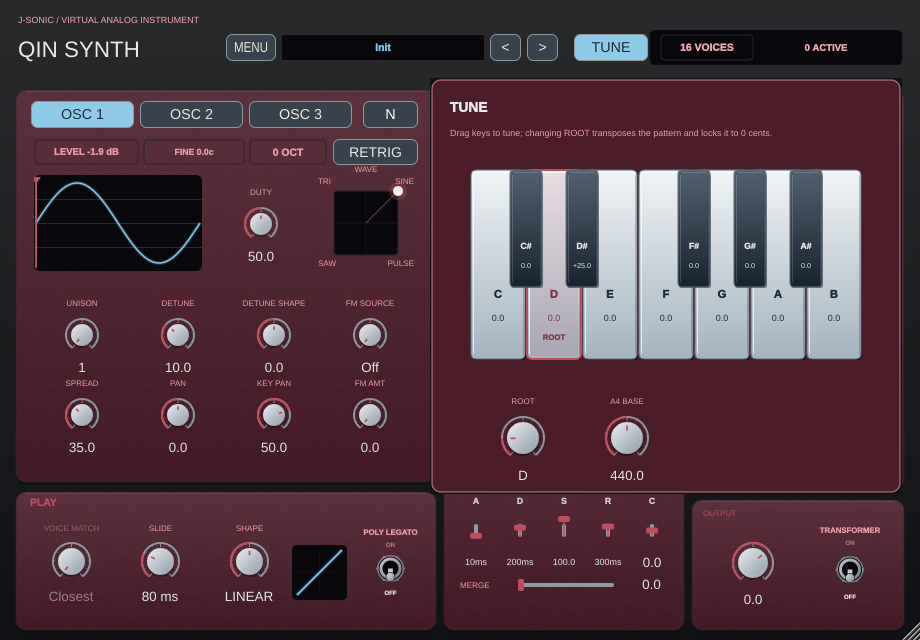 J-SONIC / VIRTUAL ANALOG INSTRUMENT
QIN SYNTH
MENU
Init
<
>
TUNE
16 VOICES
0 ACTIVE
OSC 1
OSC 2
OSC 3
N
LEVEL -1.9 dB
FINE 0.0c
0 OCT
RETRIG
WAVE
TRI
SINE
DUTY
50.0
SAW
PULSE
UNISON
DETUNE
DETUNE SHAPE
FM SOURCE
1
10.0
0.0
Off
SPREAD
PAN
KEY PAN
FM AMT
35.0
0.0
50.0
0.0
TUNE
Drag keys to tune; changing ROOT transposes the pattern and locks it to 0 cents.
C#
D#
F#
G#
A#
0.0
+25.0
0.0
0.0
0.0
C
D
E
F
G
A
B
0.0
0.0
0.0
0.0
0.0
0.0
0.0
ROOT
ROOT
A4 BASE
D
440.0
PLAY
VOICE MATCH
SLIDE
SHAPE
POLY LEGATO
ON
OFF
Closest
80 ms
LINEAR
A
D
S
R
C
10ms
200ms
100.0
300ms
0.0
MERGE
0.0
OUTPUT
TRANSFORMER
ON
OFF
0.0